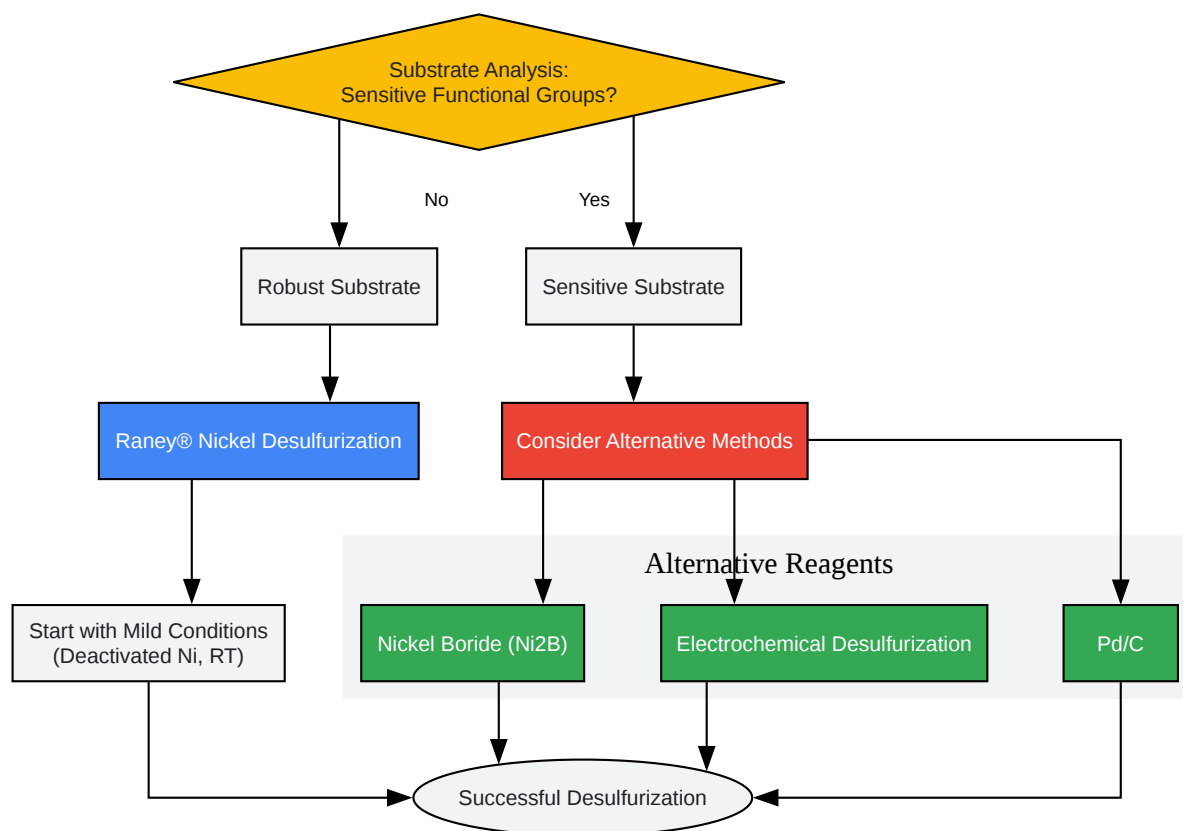 Substrate Analysis:
Sensitive Functional Groups?
No
Yes
Robust Substrate
Sensitive Substrate
Raney® Nickel Desulfurization
Consider Alternative Methods
Alternative Reagents
Start with Mild Conditions
(Deactivated Ni, RT)
Nickel Boride (Ni2B)
Electrochemical Desulfurization
Pd/C
Successful Desulfurization